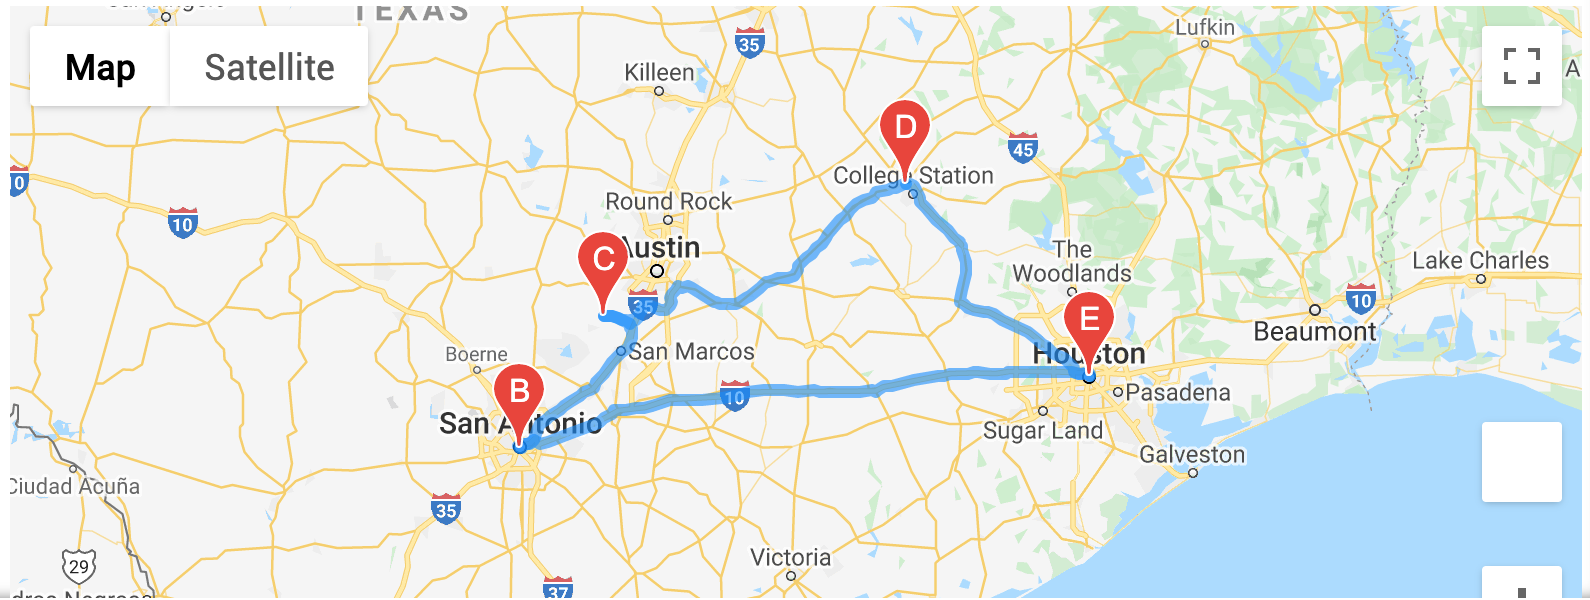 TEXAS
Map
Satellite
Lufkin
35
Killeen
A
D
45
College Station
0
10
Round Rock
Austin
C
The
Woodlands
Lake Charles
35
10
E
Beaumont
San Marcos
Boerne
Houston
B
10
Pasadena
San Antonio
Sugar Land
Galveston
Ciudad Acuña
35
Victoria
29
37